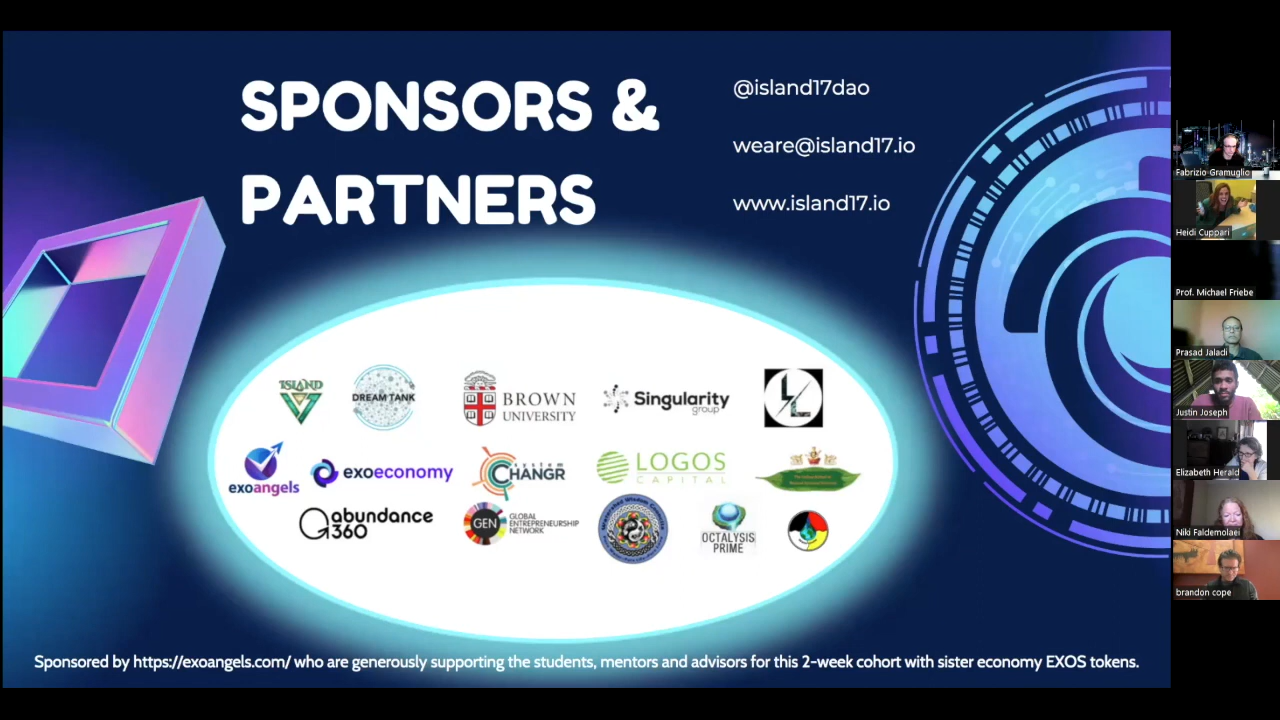 SPONSORS &
PARTNERS
@island17dao
weare@island17.io
www.island17.io
ISLAND
DREAM TANK
BROWN
UNIVERSITY
Singularity
group
exoangels
exoeconomy
system
CHANGR
LOGOS
CAPITAL
abundance
360
GEN
GLOBAL
ENTREPRENEURSHIP
NETWORK
OCTALYSIS
PRIME
Sponsored by https://exoangels.com/ who are generously supporting the students, mentors and advisors for this 2-week cohort with sister economy EXOS tokens.
Fabrizio Gramuglio
Heidi Cuppari
Prof. Michael Friebe
Prasad Jaladi
Justin Joseph
Elizabeth Herald
Niki Faldemolaei
brandon cope